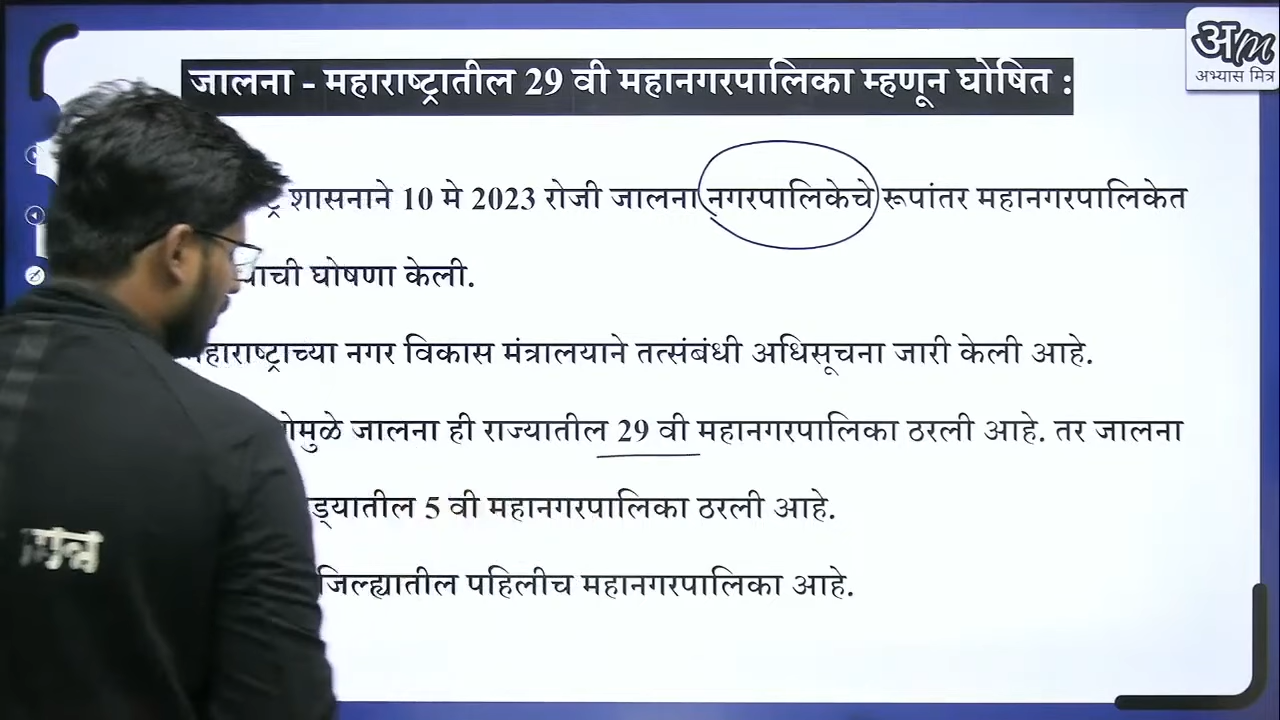 अm
अभ्यास मित्र
जालना - महाराष्ट्रातील 29 वी महानगरपालिका म्हणून घोषित :
शासनाने 10 मे 2023 रोजी जालना नगरपालिकेचे रूपांतर महानगरपालिकेत
घोषणा केली.
महाराष्ट्राच्या नगर विकास मंत्रालयाने तत्संबंधी अधिसूचना जारी केली आहे.
जालना ही राज्यातील 29 वी महानगरपालिका ठरली आहे. तर जालना
5 वी महानगरपालिका ठरली आहे.
जिल्ह्यातील पहिलीच महानगरपालिका आहे.